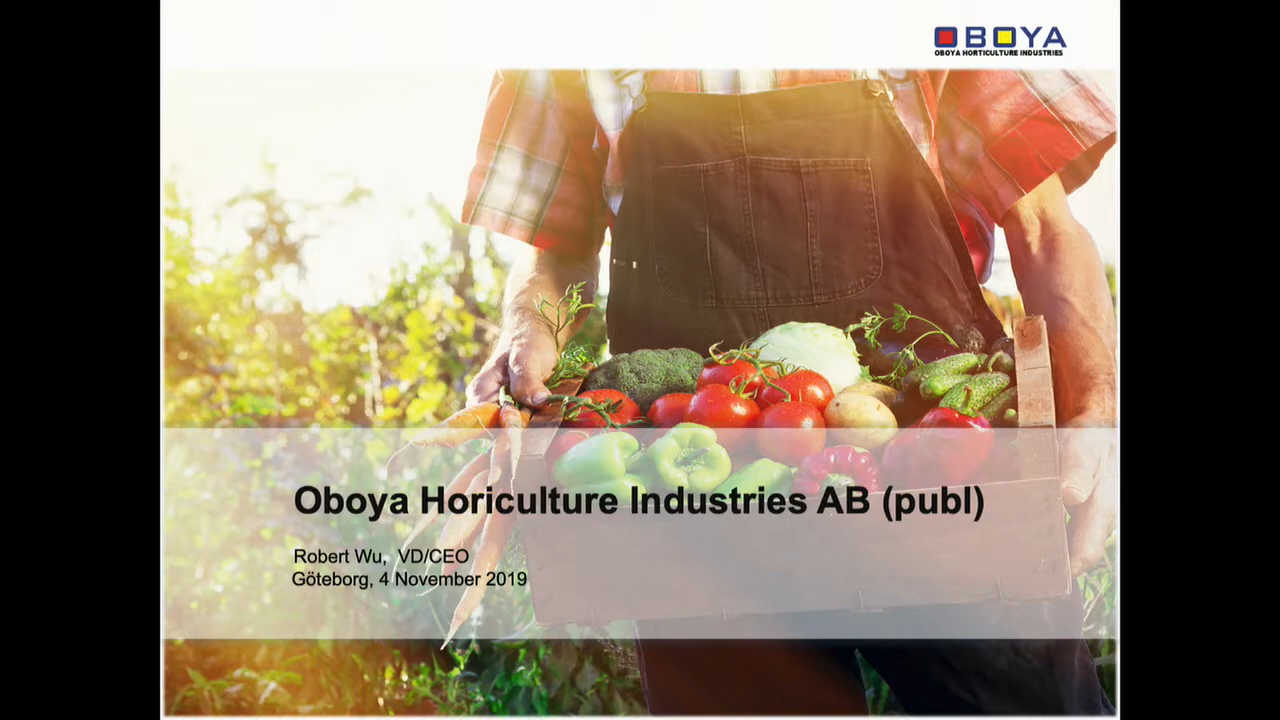 OBOYA
OBOYA HORTICULTURE INDUSTRIES
Oboya Horiculture Industries AB (publ)
Robert Wu, VD/CEO
Göteborg, 4 November 2019